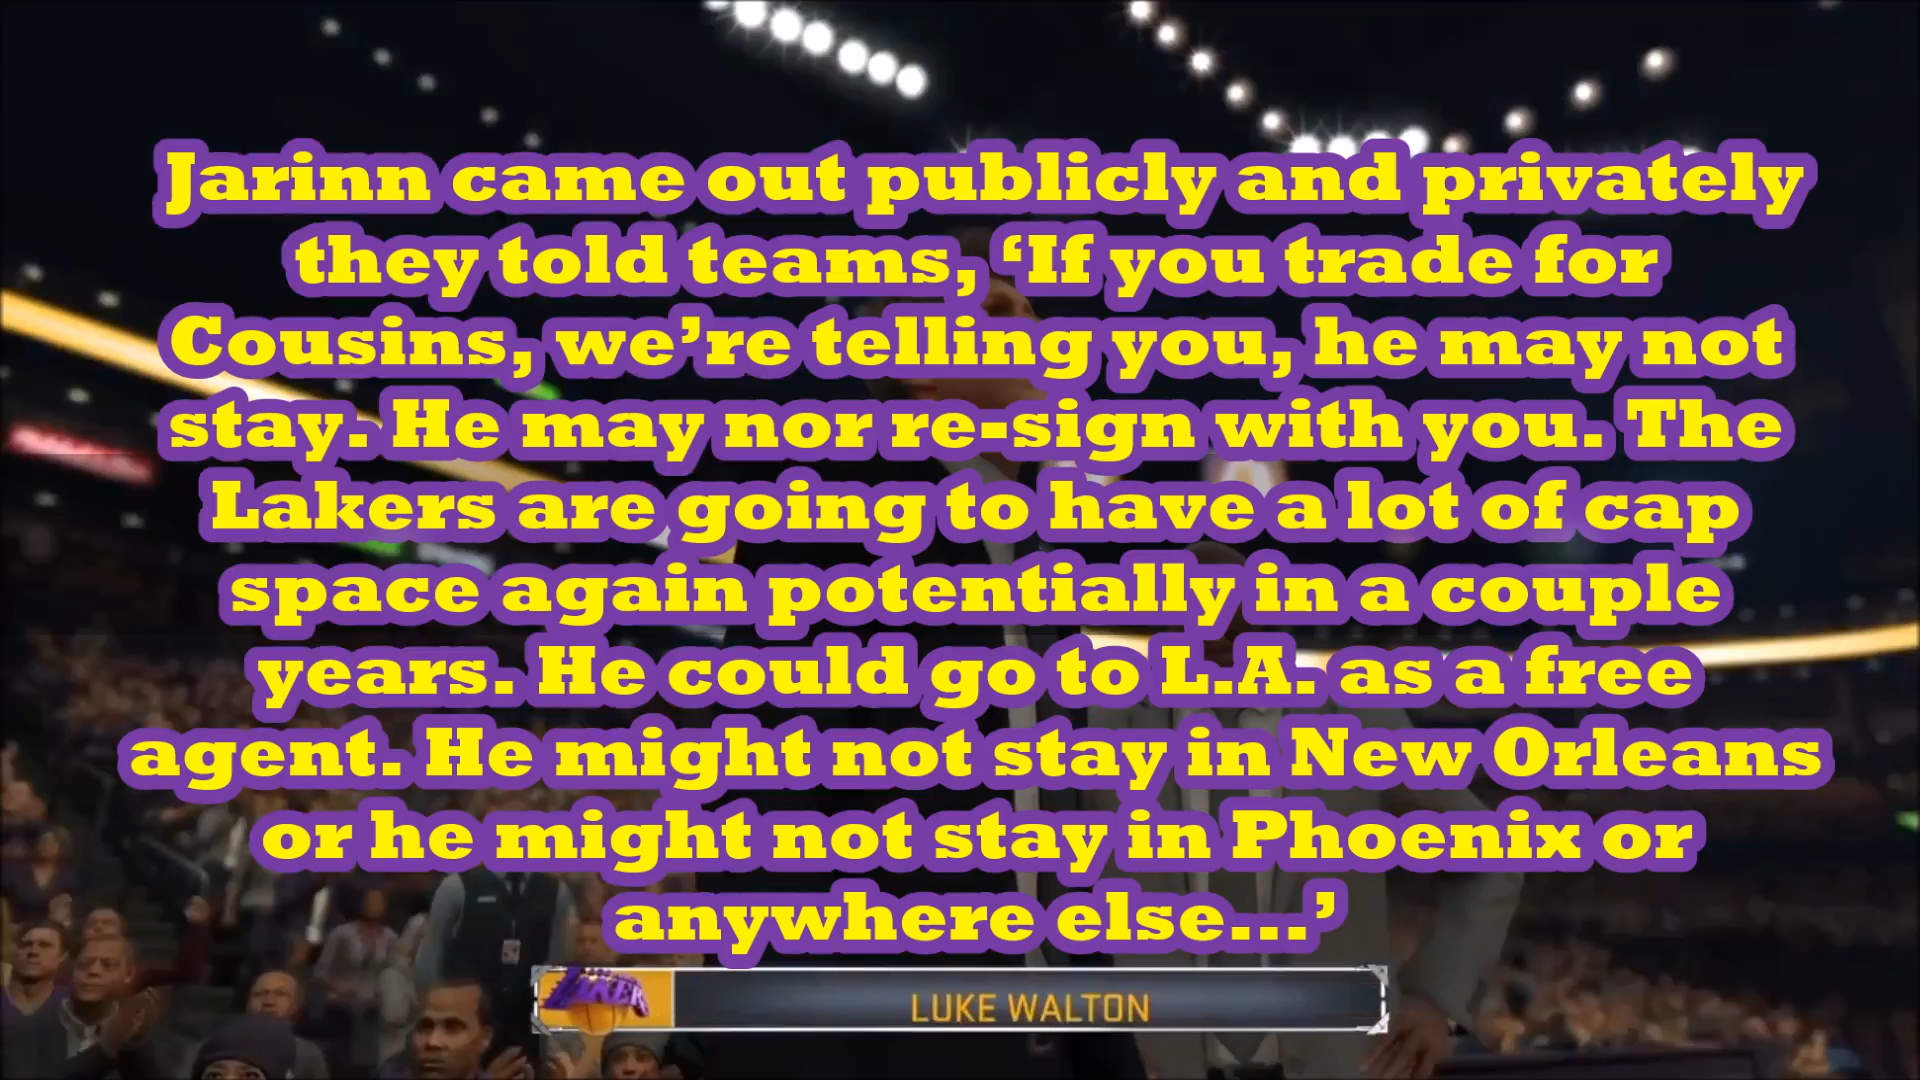 Jarinn came out publicly and privately
they told teams, ‘If you trade for
Cousins, we’re telling you, he may not
stay. He may nor re-sign with you. The
Lakers are going to have a lot of cap
space again potentially in a couple
years. He could go to L.A. as a free
agent. He might not stay in New Orleans
or he might not stay in Phoenix or
anywhere else...’
LAKERS
LUKE WALTON